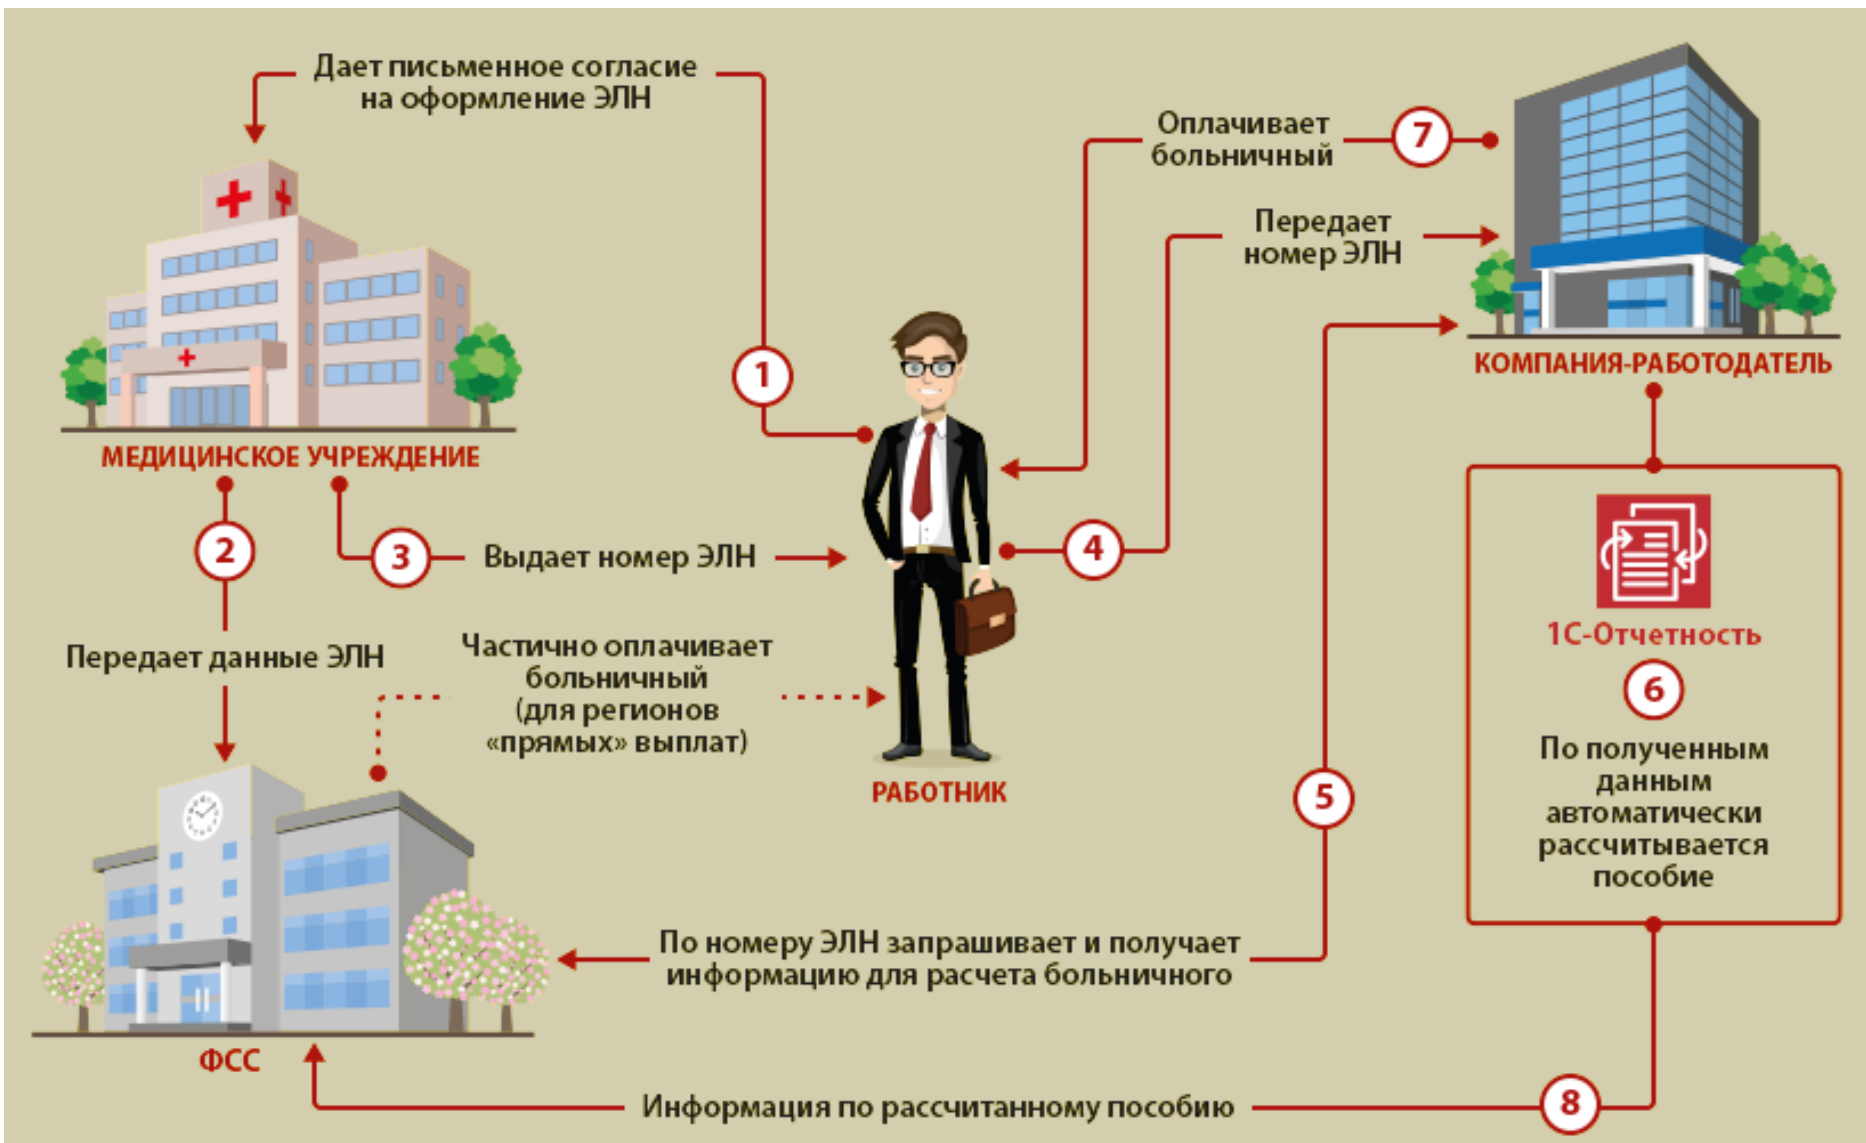 Дает письменное согласие
на оформление ЭЛН
Оплачивает
больничный
7
Передает
номер ЭЛН
1
КОМПАНИЯ-РАБОТОДАТЕЛЬ
МЕДИЦИНСКОЕ УЧРЕЖДЕНИЕ
2
3
Выдает номер ЭЛН
4
Передает данные ЭЛН
Частично оплачивает
больничный
(для регионов
«прямых» выплат)
РАБОТНИК
5
1С-Отчетность
6
По полученным
данным
автоматически
рассчитывается
пособие
По номеру ЭЛН запрашивает и получает
информацию для расчета больничного
ФСС
Информация по рассчитанному пособию
8